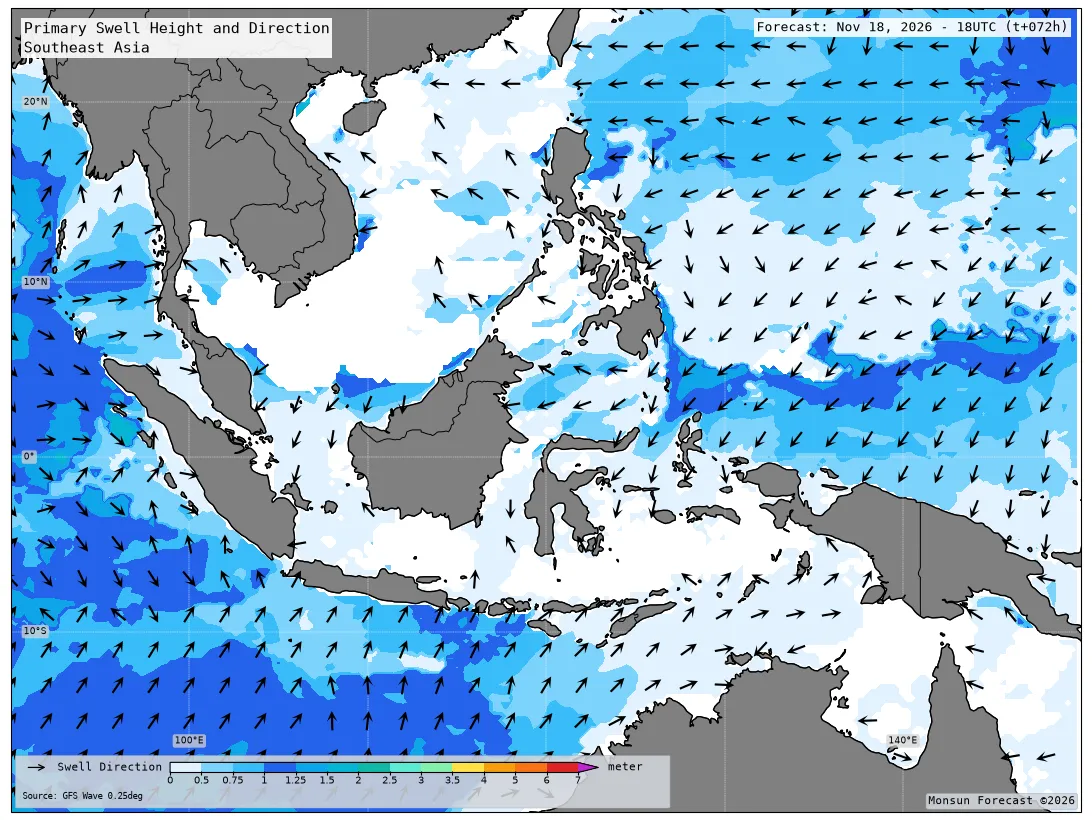 Primary Swell Height and Direction
Southeast Asia
Forecast: Nov 18, 2026 - 18UTC (t+072h)
20°N
10°N
0°
10°S
100°E
140°E
Swell Direction
0 0.5 0.75 1 1.25 1.5 2 2.5 3 3.5 4 5 6 7
meter
Source: GFS Wave 0.25deg
Monsun Forecast ©2026